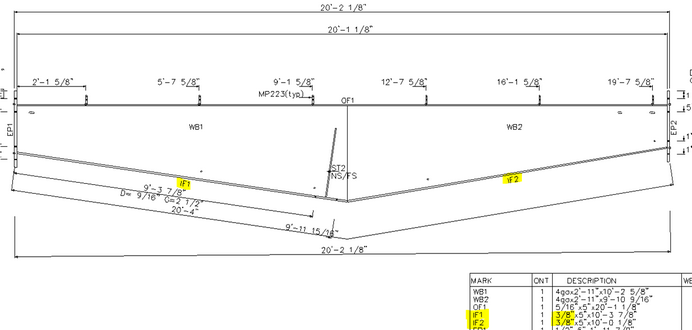 20'-2 1/8"
20'-1 1/8"
2'-1 5/8"
5'-7 5/8"
9'-1 5/8"
12'-7 5/8"
16'-1 5/8"
19'-7 5/8"
MP223(typ)
OF1
EP1
WB1
WB2
EP2
ST2
NS/FS
IF1
IF2
9'-3 7/8"
D= 9/16" G=2 1/2"
20'-4"
9'-11 15/16"
20'-2 1/8"
MARK QNT DESCRIPTION
WB1 1 4gax2'-11"x10'-2 5/8"
WB2 1 4gax2'-11"x9'-10 9/16"
OF1 1 5/16"x5"x20'-1 1/8"
IF1 1 3/8"x5"x10'-3 7/8"
IF2 1 3/8"x5"x10'-0 1/8"